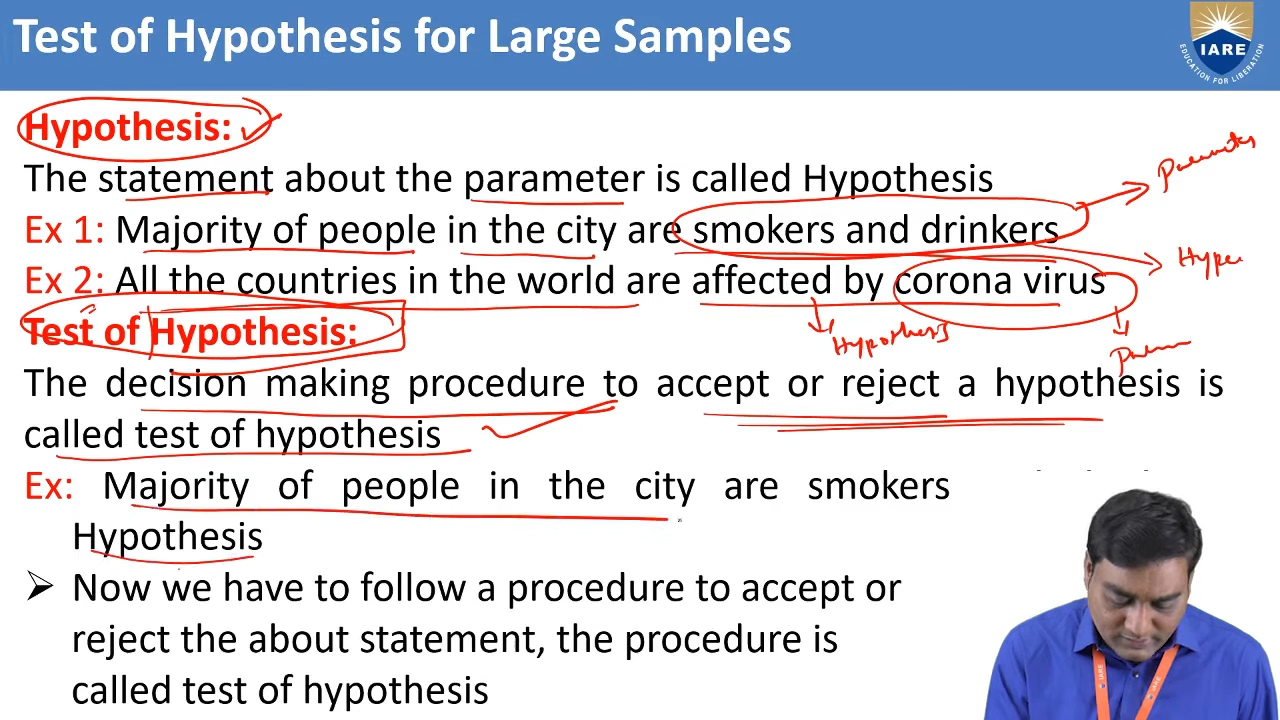 Test of Hypothesis for Large Samples
IARE
EDUCATION FOR LIBERATION
Hypothesis:
The statement about the parameter is called Hypothesis
Ex 1: Majority of people in the city are smokers and drinkers
Ex 2: All the countries in the world are affected by corona virus
Hypothesis
Test of Hypothesis:
The decision making procedure to accept or reject a hypothesis is
called test of hypothesis
Ex: Majority of people in the city are smokers
Hypothesis
➢ Now we have to follow a procedure to accept or
reject the about statement, the procedure is
called test of hypothesis
IARE
IARE